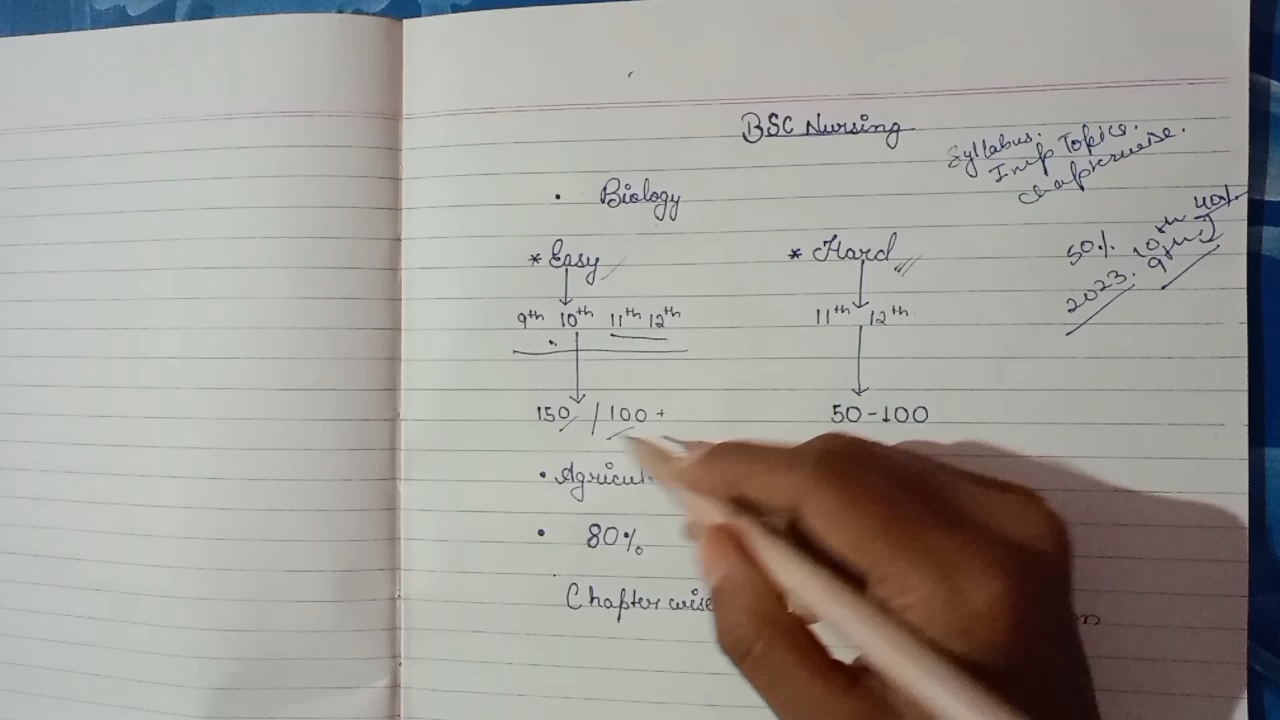 BSC Nursing
Syllabus.
Imp Topics.
Chapterwise.
• Biology
50%. 10th 40%.
2023. 9th
* Easy
* Hard
9th 10th 11th 12th
11th 12th
150 / 100 +
50-100
•
• 80%
Chapter wise